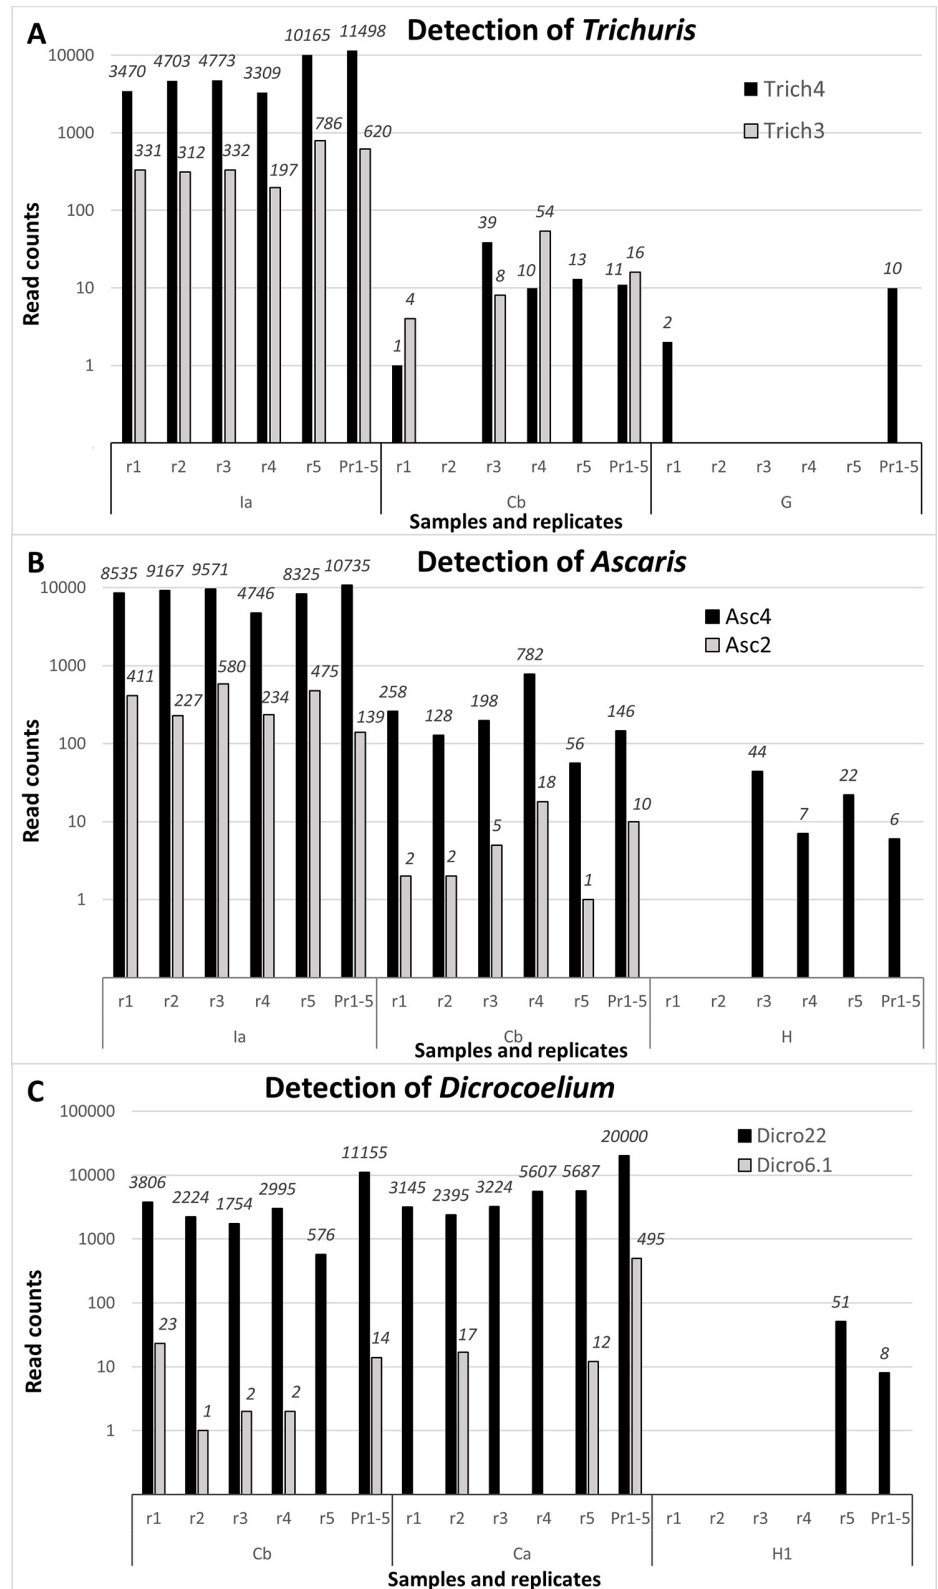 A Detection of Trichuris
10000
1000
100
10
1
Read counts
3470 4703 4773 3309 10165 11498
331 312 332 197 786 620
1 4 39 8 10 54 13 11 16
2 10
Trich4
Trich3
r1 r2 r3 r4 r5 Pr1-5 r1 r2 r3 r4 r5 Pr1-5 r1 r2 r3 r4 r5 Pr1-5
Ia Cb G
Samples and replicates
B Detection of Ascaris
10000
1000
100
10
1
Read counts
8535 9167 9571 4746 8325 10735
411 227 580 234 475 139
258 128 198 782 56 146
2 2 5 18 1 10
44 7 22 6
Asc4
Asc2
r1 r2 r3 r4 r5 Pr1-5 r1 r2 r3 r4 r5 Pr1-5 r1 r2 r3 r4 r5 Pr1-5
Ia Cb H
Samples and replicates
C Detection of Dicrocoelium
100000
10000
1000
100
10
1
Read counts
3806 2224 1754 2995 576 11155
23 1 2 2 14
3145 2395 3224 5607 5687 20000
17 12 495
51 8
Dicro22
Dicro6.1
r1 r2 r3 r4 r5 Pr1-5 r1 r2 r3 r4 r5 Pr1-5 r1 r2 r3 r4 r5 Pr1-5
Cb Ca H1
Samples and replicates